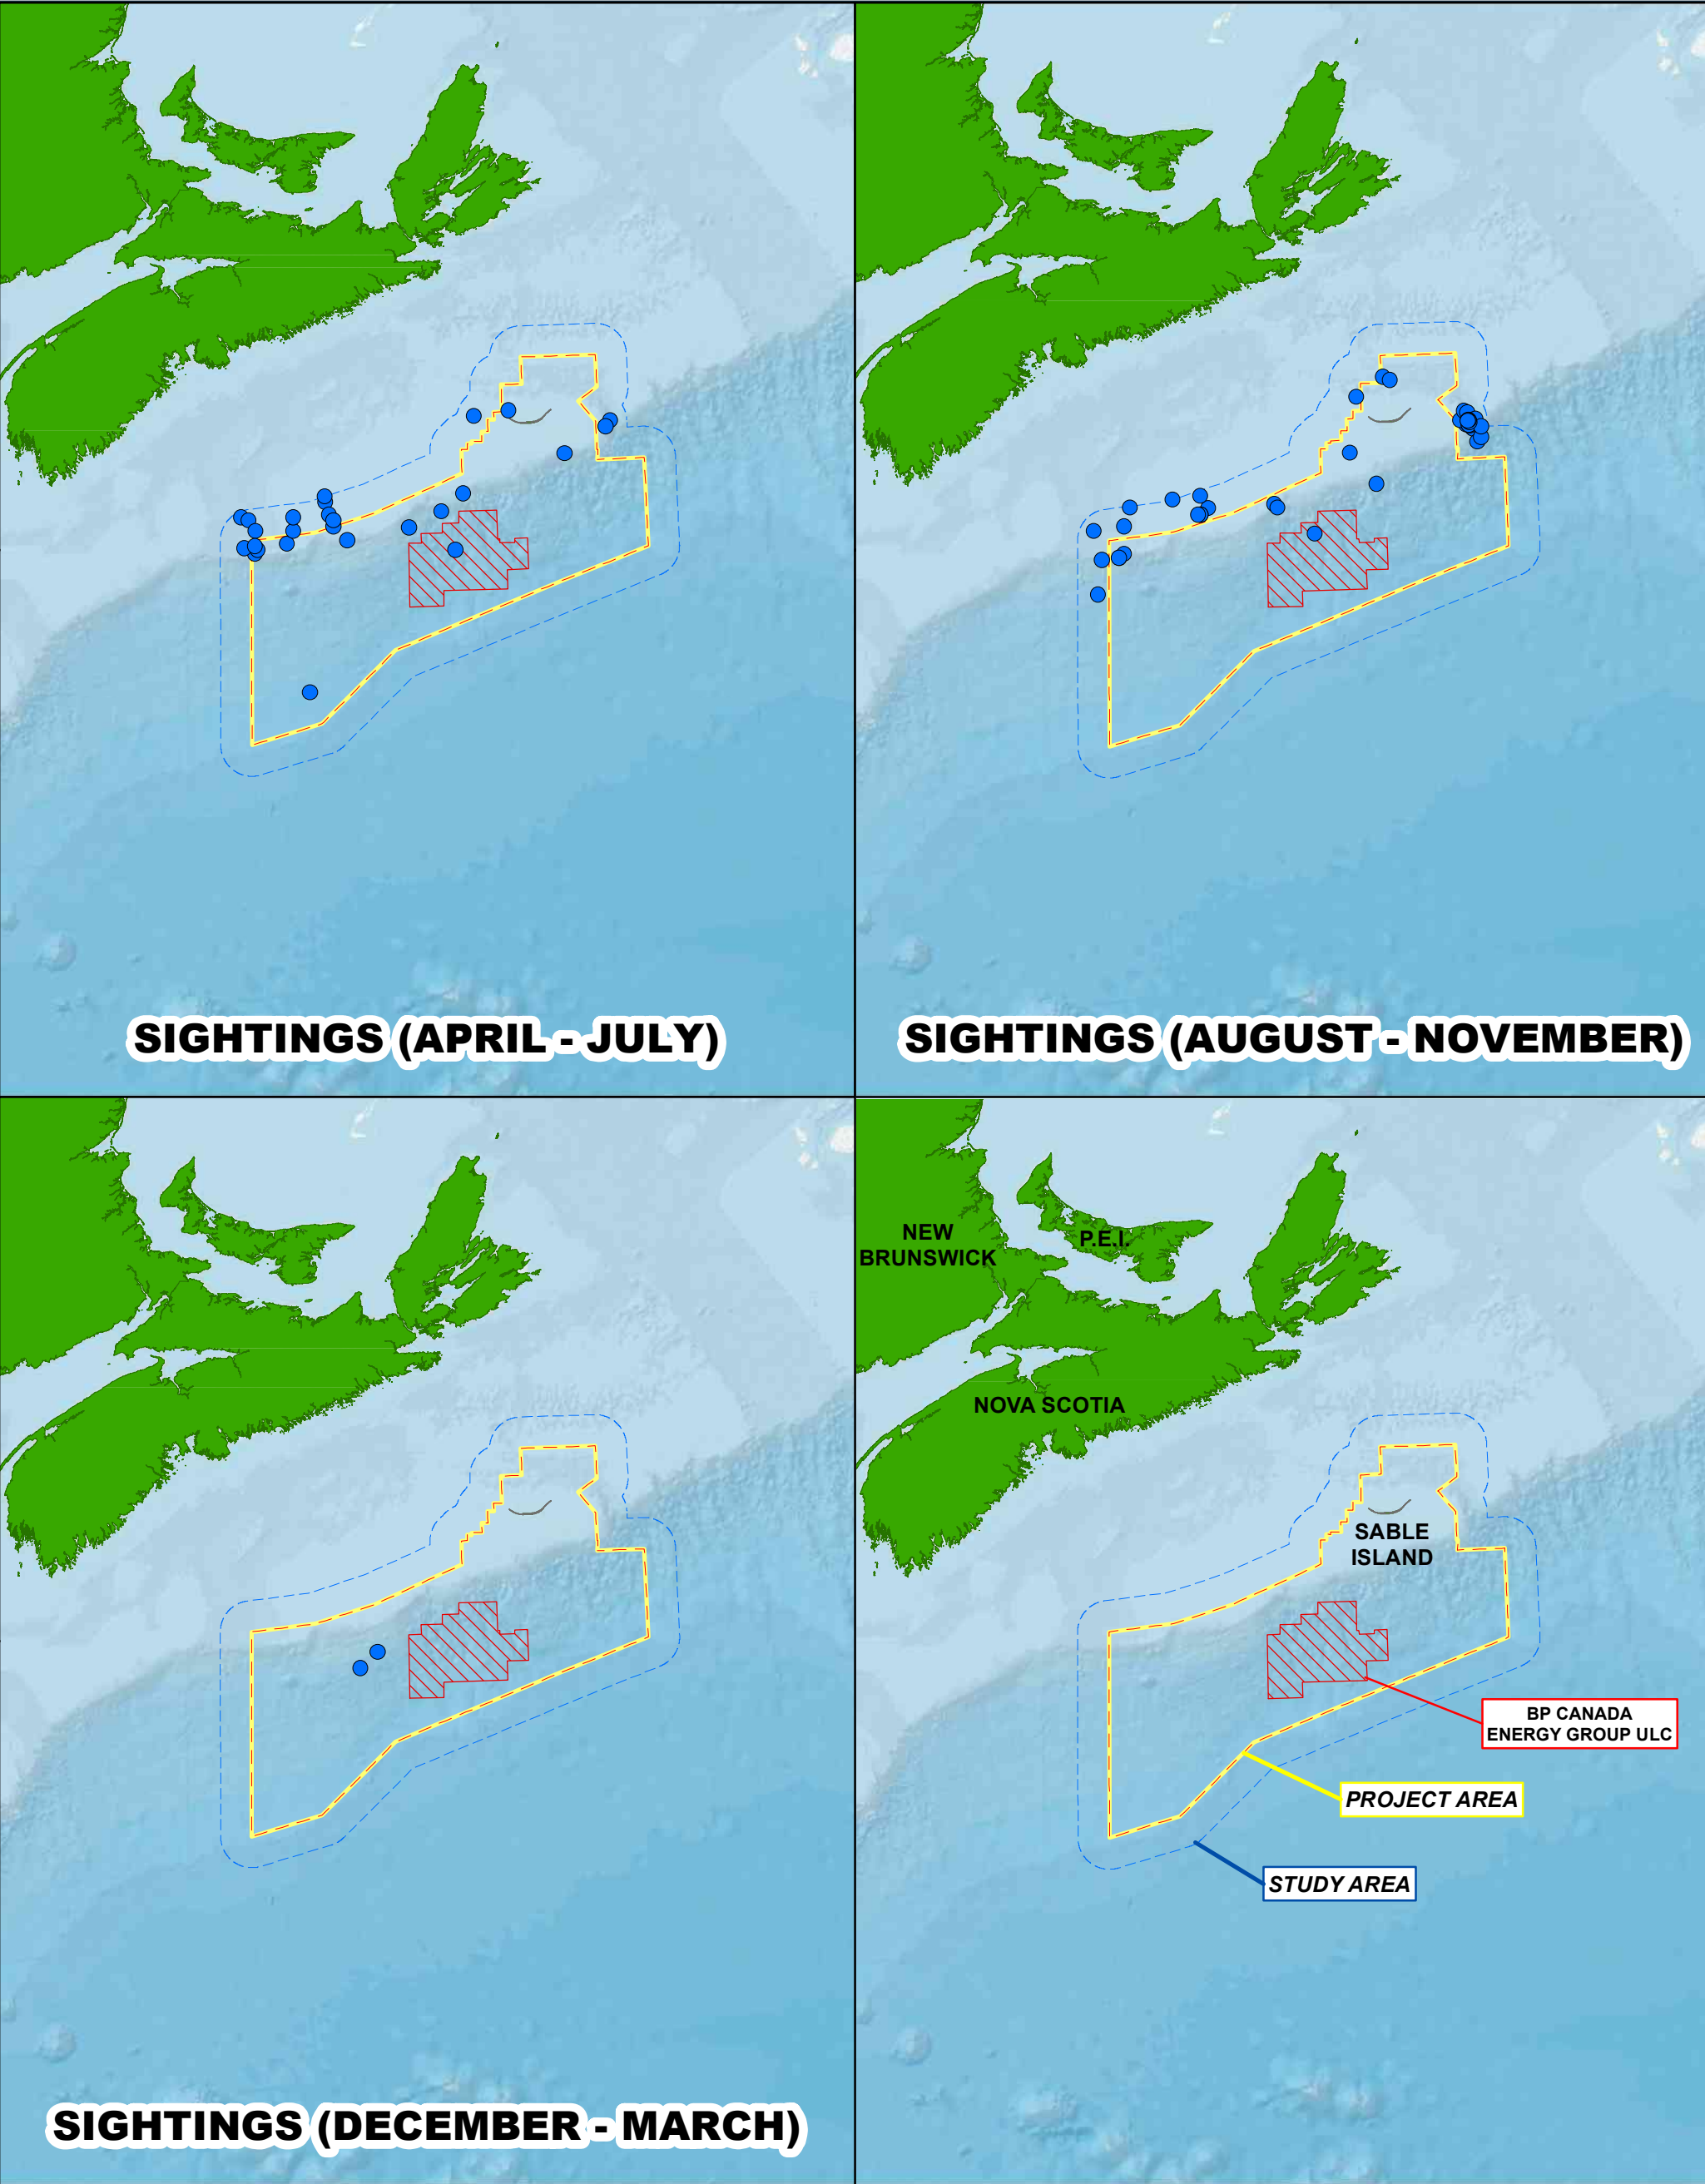 SIGHTINGS (APRIL - JULY)
SIGHTINGS (AUGUST - NOVEMBER)
SIGHTINGS (DECEMBER - MARCH)
NEW
BRUNSWICK
P.E.I.
NOVA SCOTIA
SABLE
ISLAND
BP CANADA
ENERGY GROUP ULC
PROJECT AREA
STUDY AREA